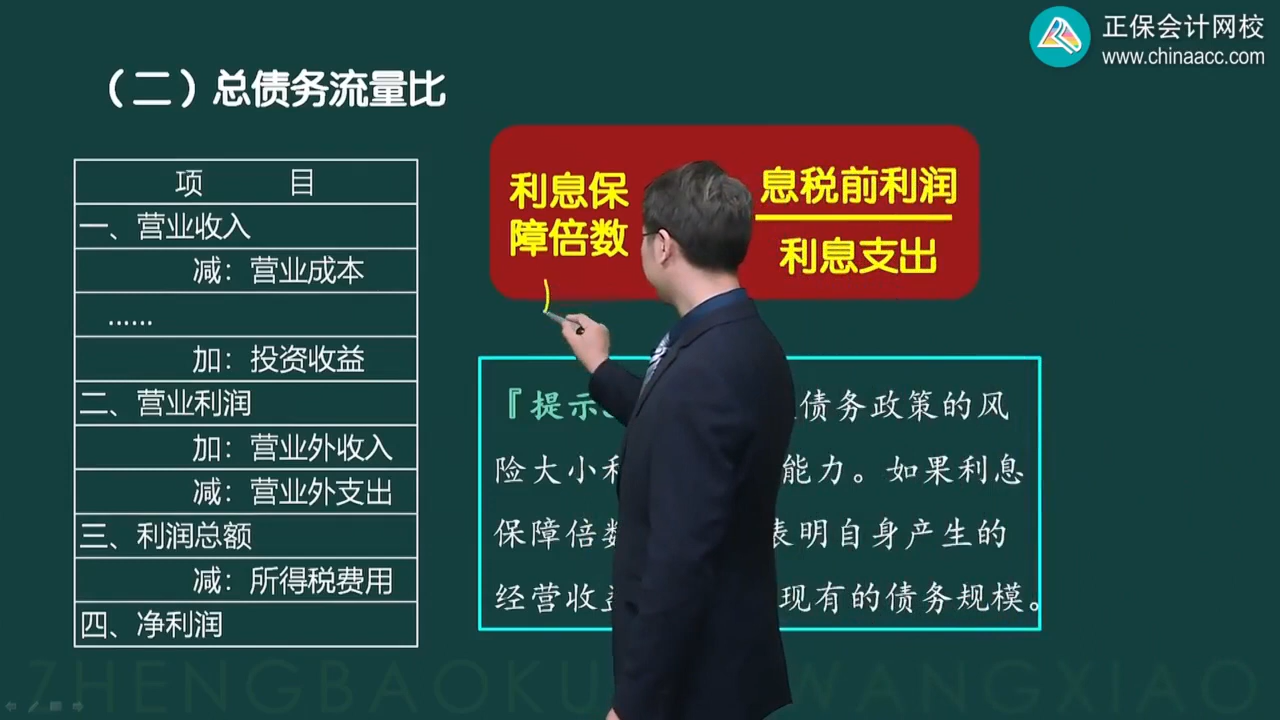 正保会计网校
www.chinaacc.com
（二）总债务流量比
项 目
一、营业收入
减：营业成本
……
加：投资收益
二、营业利润
加：营业外收入
减：营业外支出
三、利润总额
减：所得税费用
四、净利润
利息保
障倍数
息税前利润
利息支出
『提示
债务政策的风
险大小
能力。如果利息
保障倍
表明自身产生的
经营收
现有的债务规模。
ZHENGBAOKU
WANGXIAO